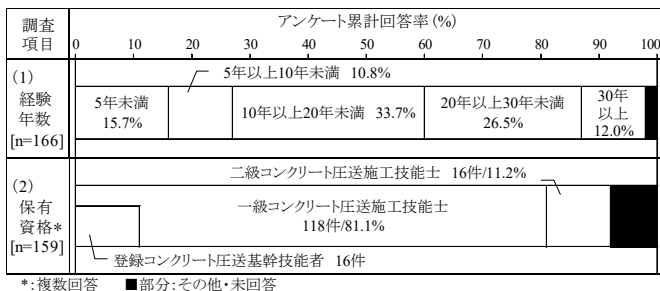 調査
項目
アンケート累計回答率(%)
0 10 20 30 40 50 60 70 80 90 100
(1)
経験
年数
[n=166]
5年以上10年未満 10.8%
5年未満
15.7%
10年以上20年未満 33.7%
20年以上30年未満
26.5%
30年
以上
12.0%
(2)
保有
資格*
[n=159]
二級コンクリート圧送施工技能士 16件/11.2%
一級コンクリート圧送施工技能士
118件/81.1%
登録コンクリート圧送基幹技能者 16件
*:複数回答 ■部分:その他・未回答